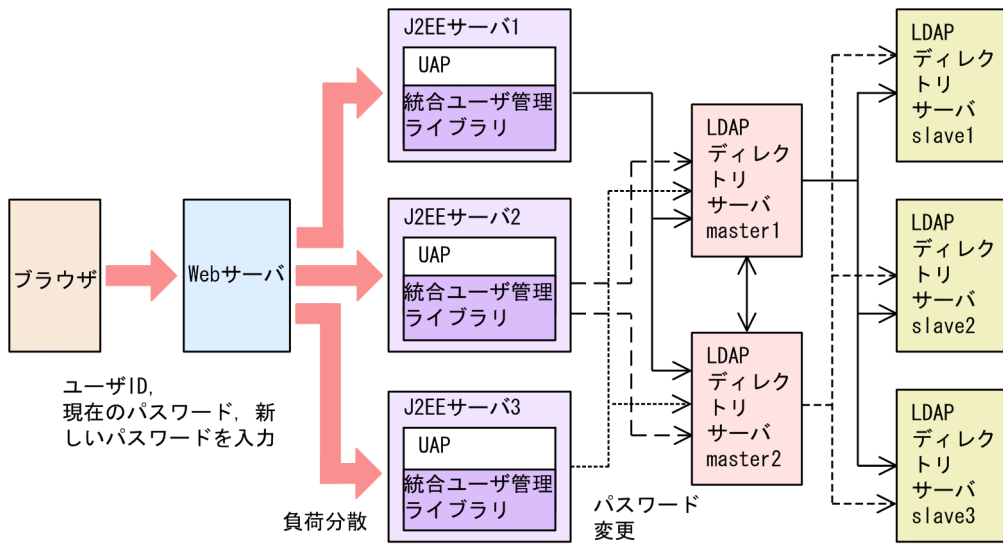 ブラウザ
ユーザID,
現在のパスワード, 新
しいパスワードを入力
Webサーバ
負荷分散
J2EEサーバ1
UAP
統合ユーザ管理
ライブラリ
J2EEサーバ2
UAP
統合ユーザ管理
ライブラリ
J2EEサーバ3
UAP
統合ユーザ管理
ライブラリ
パスワード
変更
LDAP
ディレク
トリ
サーバ
master1
LDAP
ディレク
トリ
サーバ
master2
LDAP
ディレク
トリ
サーバ
slave1
LDAP
ディレク
トリ
サーバ
slave2
LDAP
ディレク
トリ
サーバ
slave3